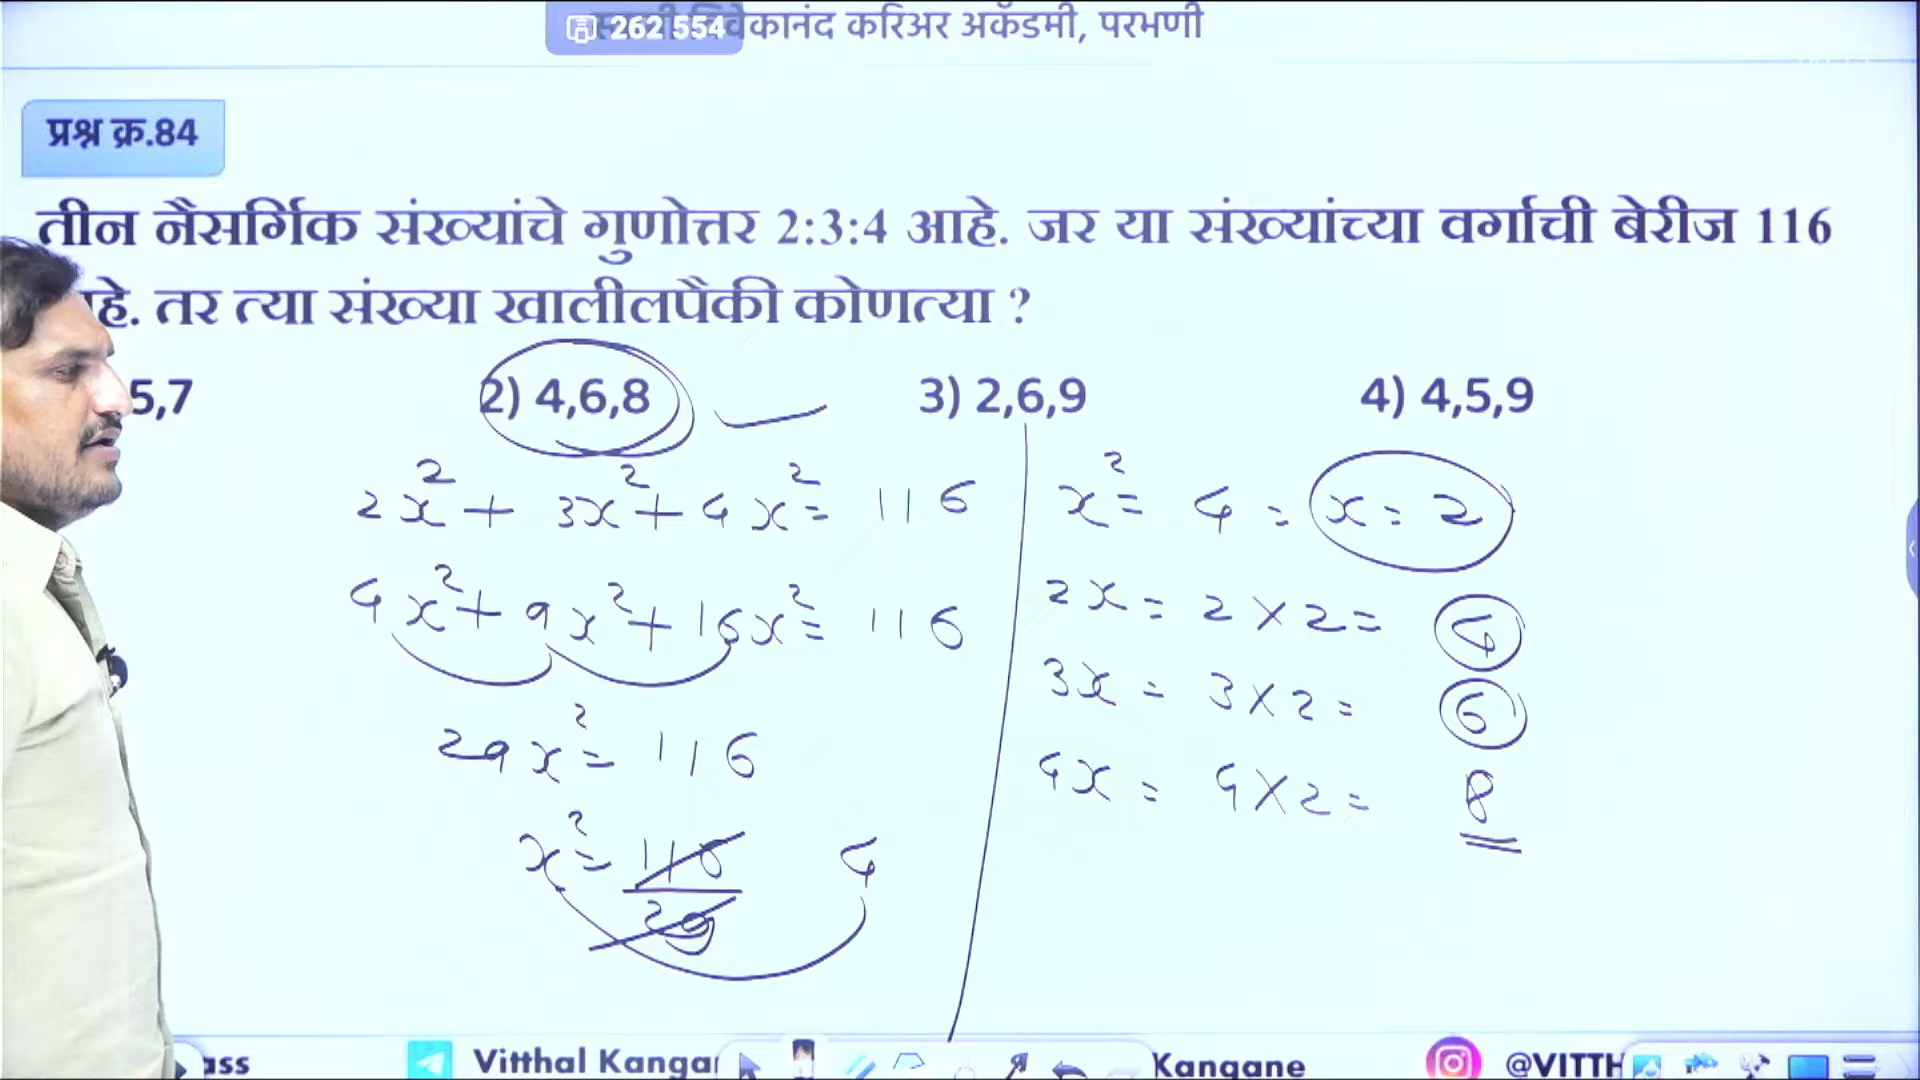 262 554 वेकानंद करिअर अकॅडमी, परभणी
प्रश्न क्र.84
तीन नैसर्गिक संख्यांचे गुणोत्तर 2:3:4 आहे. जर या संख्यांच्या वर्गाची बेरीज 116
हे. तर त्या संख्या खालीलपैकी कोणत्या ?
5,7 2) 4,6,8 3) 2,6,9 4) 4,5,9
2x² + 3x² + 4x² = 116
4x² + 9x² + 16x² = 116
29x² = 116
x² = 116/29 4
x² = 4 = x = 2
2x = 2 × 2 = 4
3x = 3 × 2 = 6
4x = 4 × 2 = 8
ass Vitthal Kangan Kangane @VITTH